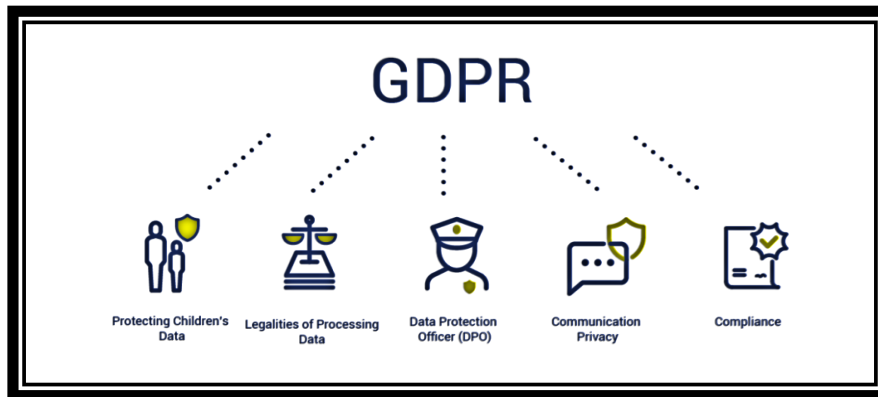 GDPR
Protecting Children's
Data
Legalities of Processing
Data
Data Protection
Officer (DPO)
Communication
Privacy
Compliance